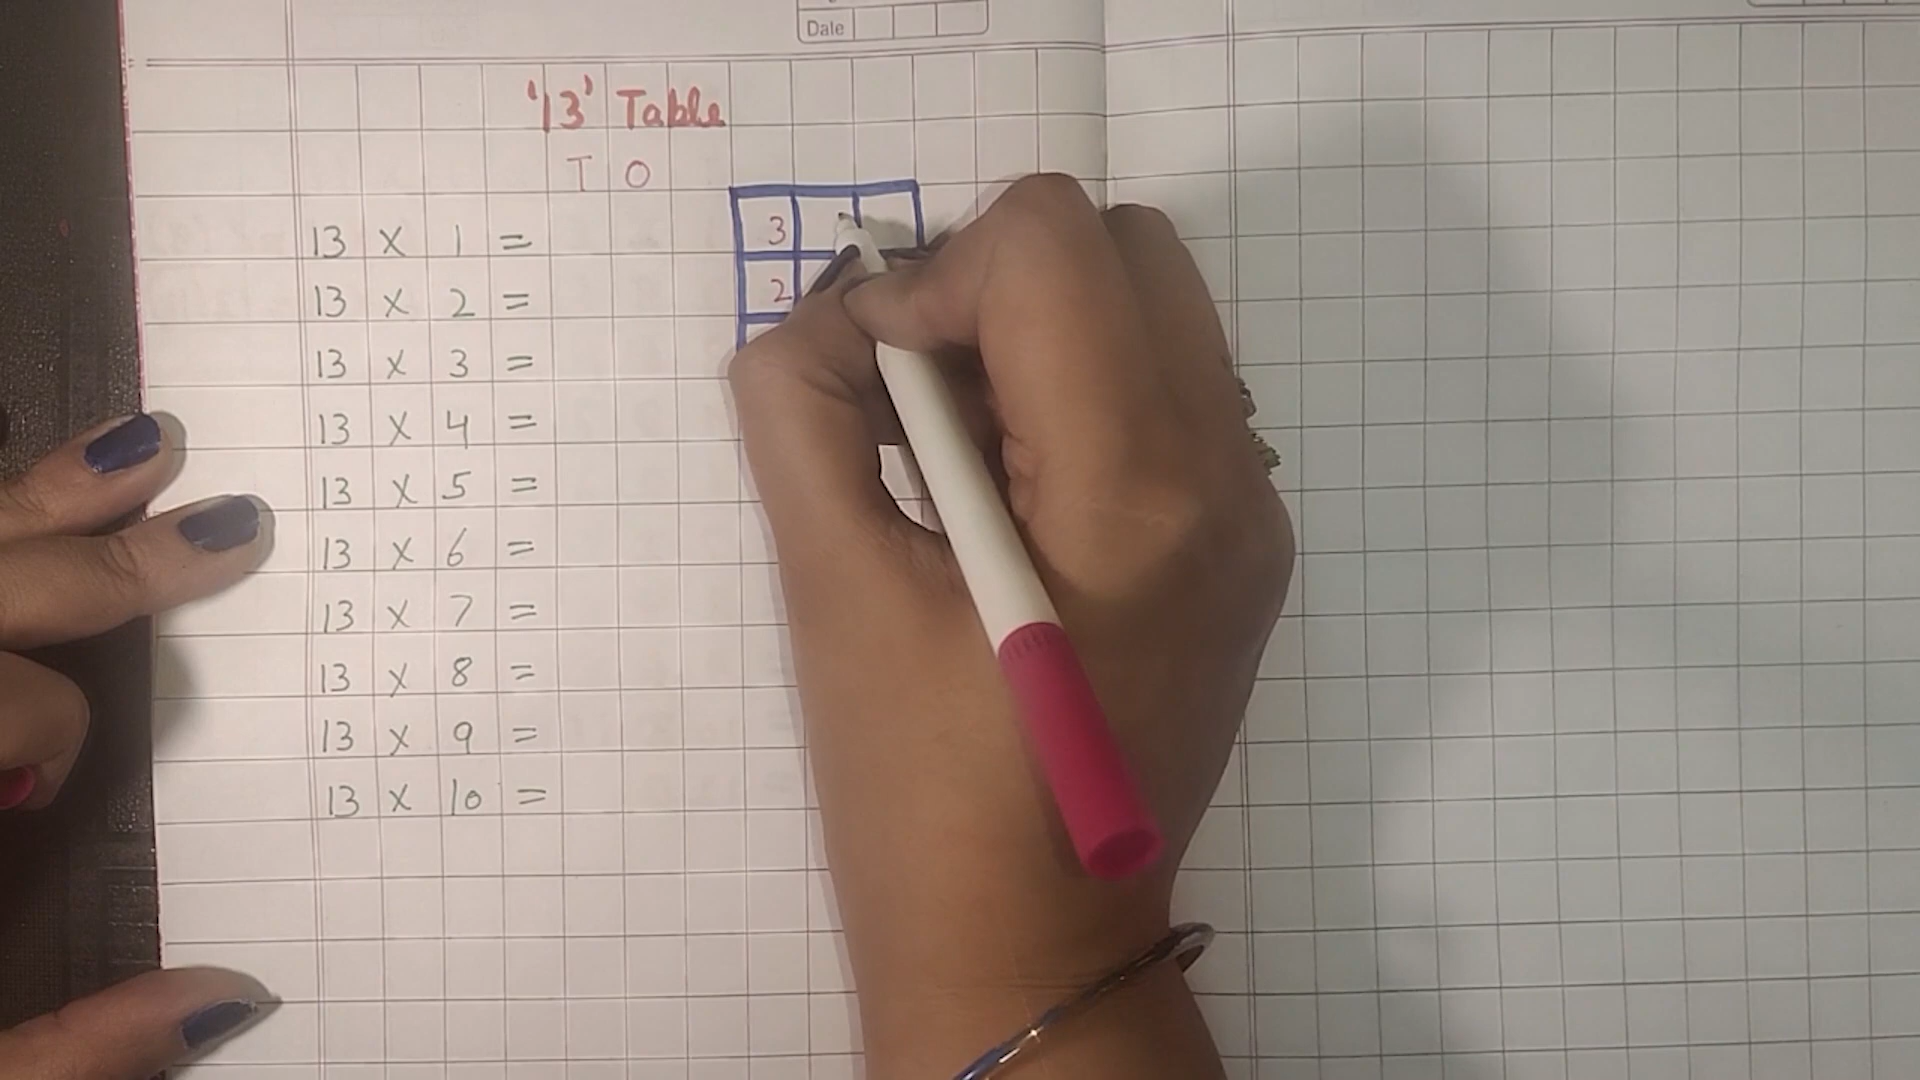 Date
'13' Table
T O
13 X 1 =
13 X 2 =
13 X 3 =
13 X 4 =
13 X 5 =
13 X 6 =
13 X 7 =
13 X 8 =
13 X 9 =
13 X 10 =
3
2